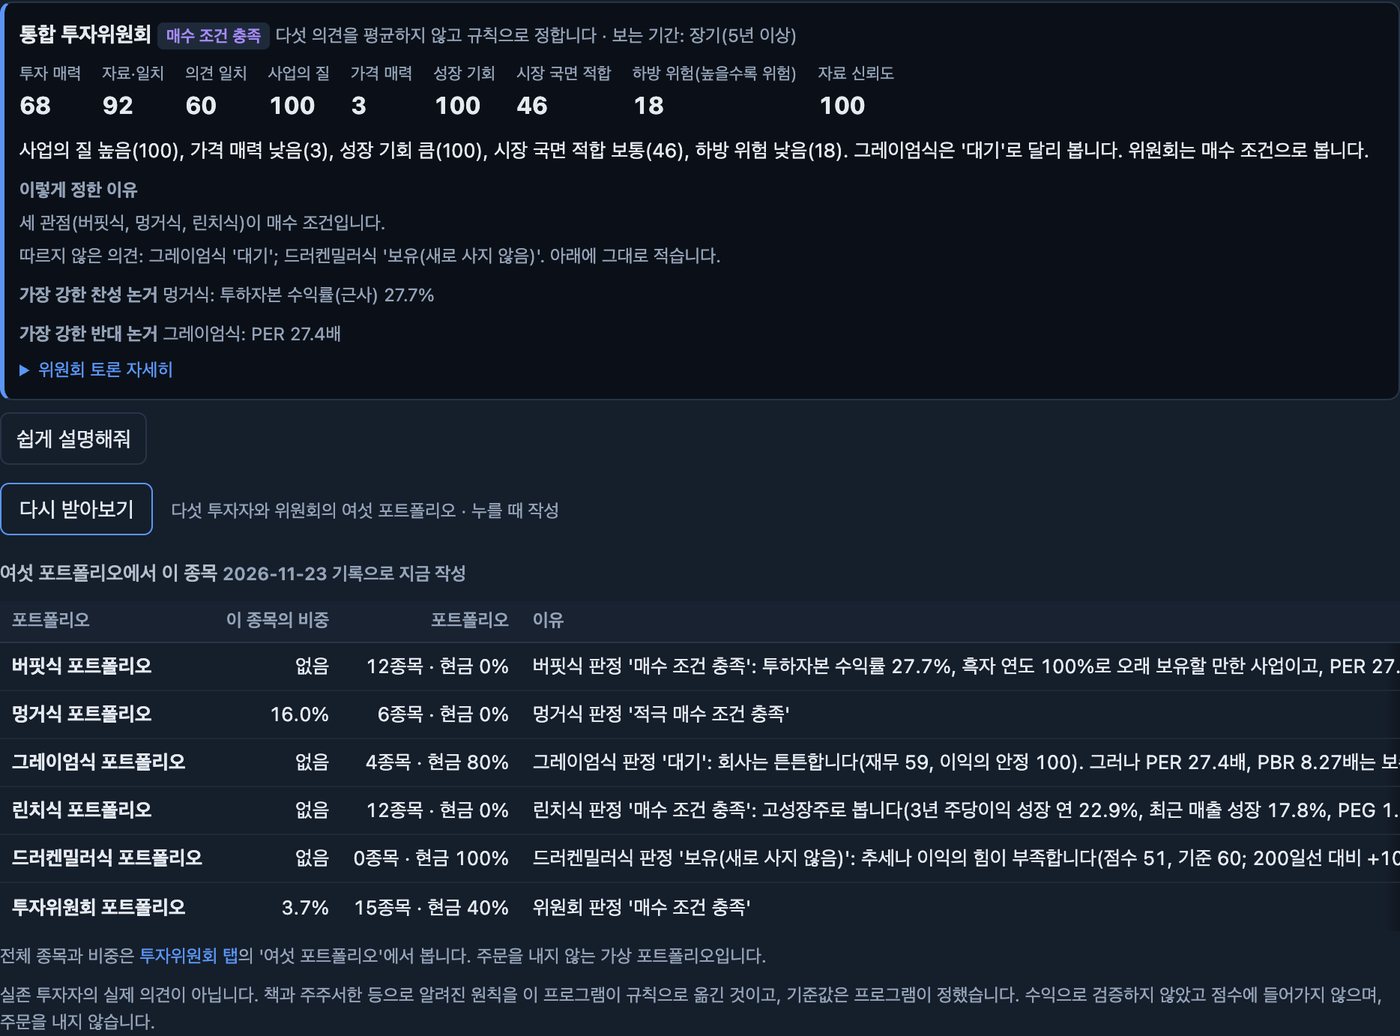 통합 투자위원회 매수 조건 충족 다섯 의견을 평균하지 않고 규칙으로 정합니다 · 보는 기간: 장기(5년 이상)
투자 매력 자료·일치 의견 일치 사업의 질 가격 매력 성장 기회 시장 국면 적합 하방 위험(높을수록 위험) 자료 신뢰도
68 92 60 100 3 100 46 18 100
사업의 질 높음(100), 가격 매력 낮음(3), 성장 기회 큼(100), 시장 국면 적합 보통(46), 하방 위험 낮음(18). 그레이엄식은 '대기'로 달리 봅니다. 위원회는 매수 조건으로 봅니다.
이렇게 정한 이유
세 관점(버핏식, 멍거식, 린치식)이 매수 조건입니다.
따르지 않은 의견: 그레이엄식 '대기'; 드러켄밀러식 '보유(새로 사지 않음)'. 아래에 그대로 적습니다.
가장 강한 찬성 논거 멍거식: 투하자본 수익률(근사) 27.7%
가장 강한 반대 논거 그레이엄식: PER 27.4배
▶ 위원회 토론 자세히
쉽게 설명해줘
다시 받아보기 다섯 투자자와 위원회의 여섯 포트폴리오 · 누를 때 작성
여섯 포트폴리오에서 이 종목 2026-11-23 기록으로 지금 작성
포트폴리오 이 종목의 비중 포트폴리오 이유
버핏식 포트폴리오 없음 12종목 · 현금 0% 버핏식 판정 '매수 조건 충족': 투하자본 수익률 27.7%, 흑자 연도 100%로 오래 보유할 만한 사업이고, PER 27.
멍거식 포트폴리오 16.0% 6종목 · 현금 0% 멍거식 판정 '적극 매수 조건 충족'
그레이엄식 포트폴리오 없음 4종목 · 현금 80% 그레이엄식 판정 '대기': 회사는 튼튼합니다(재무 59, 이익의 안정 100). 그러나 PER 27.4배, PBR 8.27배는 보
린치식 포트폴리오 없음 12종목 · 현금 0% 린치식 판정 '매수 조건 충족': 고성장주로 봅니다(3년 주당이익 성장 연 22.9%, 최근 매출 성장 17.8%, PEG 1.
드러켄밀러식 포트폴리오 없음 0종목 · 현금 100% 드러켄밀러식 판정 '보유(새로 사지 않음)': 추세나 이익의 힘이 부족합니다(점수 51, 기준 60; 200일선 대비 +10
투자위원회 포트폴리오 3.7% 15종목 · 현금 40% 위원회 판정 '매수 조건 충족'
전체 종목과 비중은 투자위원회 탭의 '여섯 포트폴리오'에서 봅니다. 주문을 내지 않는 가상 포트폴리오입니다.
실존 투자자의 실제 의견이 아닙니다. 책과 주주서한 등으로 알려진 원칙을 이 프로그램이 규칙으로 옮긴 것이고, 기준값은 프로그램이 정했습니다. 수익으로 검증하지 않았고 점수에 들어가지 않으며,
주문을 내지 않습니다.